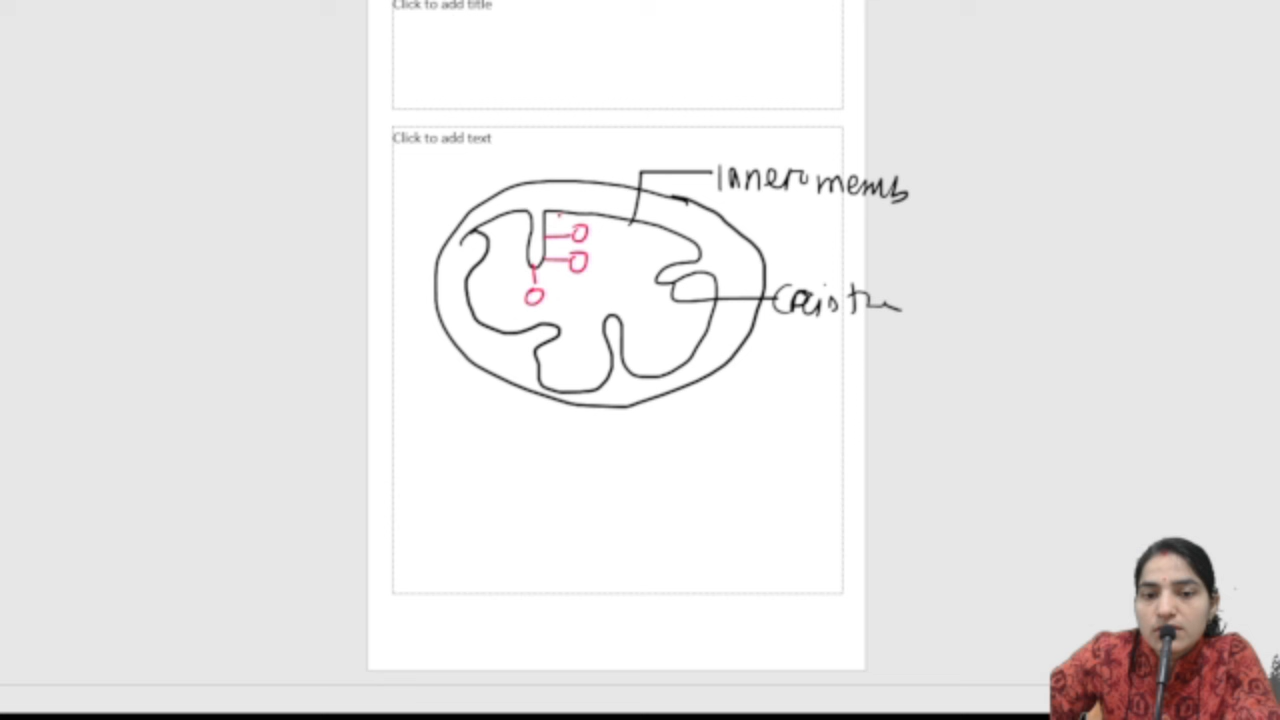 Click to add title
Click to add text
Inner memb
Cristae